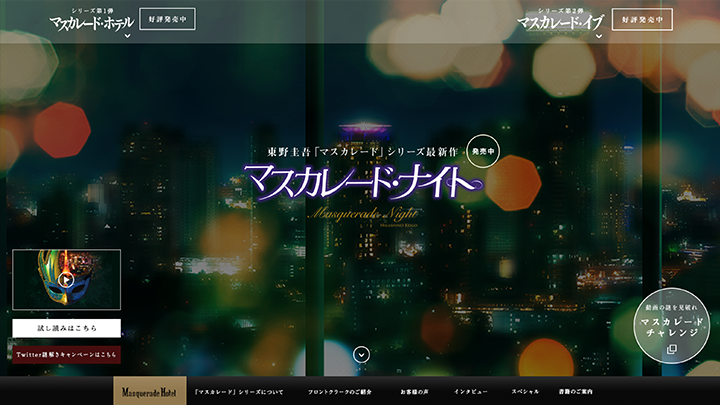 シリーズ第1弾
マスカレード・ホテル
好評発売中
シリーズ第2弾
マスカレード・イブ
好評発売中
東野圭吾「マスカレード」シリーズ最新作
発売中
マスカレード・ナイト
Masquerade Night
試し読みはこちら
Twitter謎解きキャンペーンはこちら
動画の謎を見破れ
マスカレード
チャレンジ
Masquerade Hotel
「マスカレード」シリーズについて
フロントクラークのご紹介
お客様の声
インタビュー
スペシャル
書籍のご案内